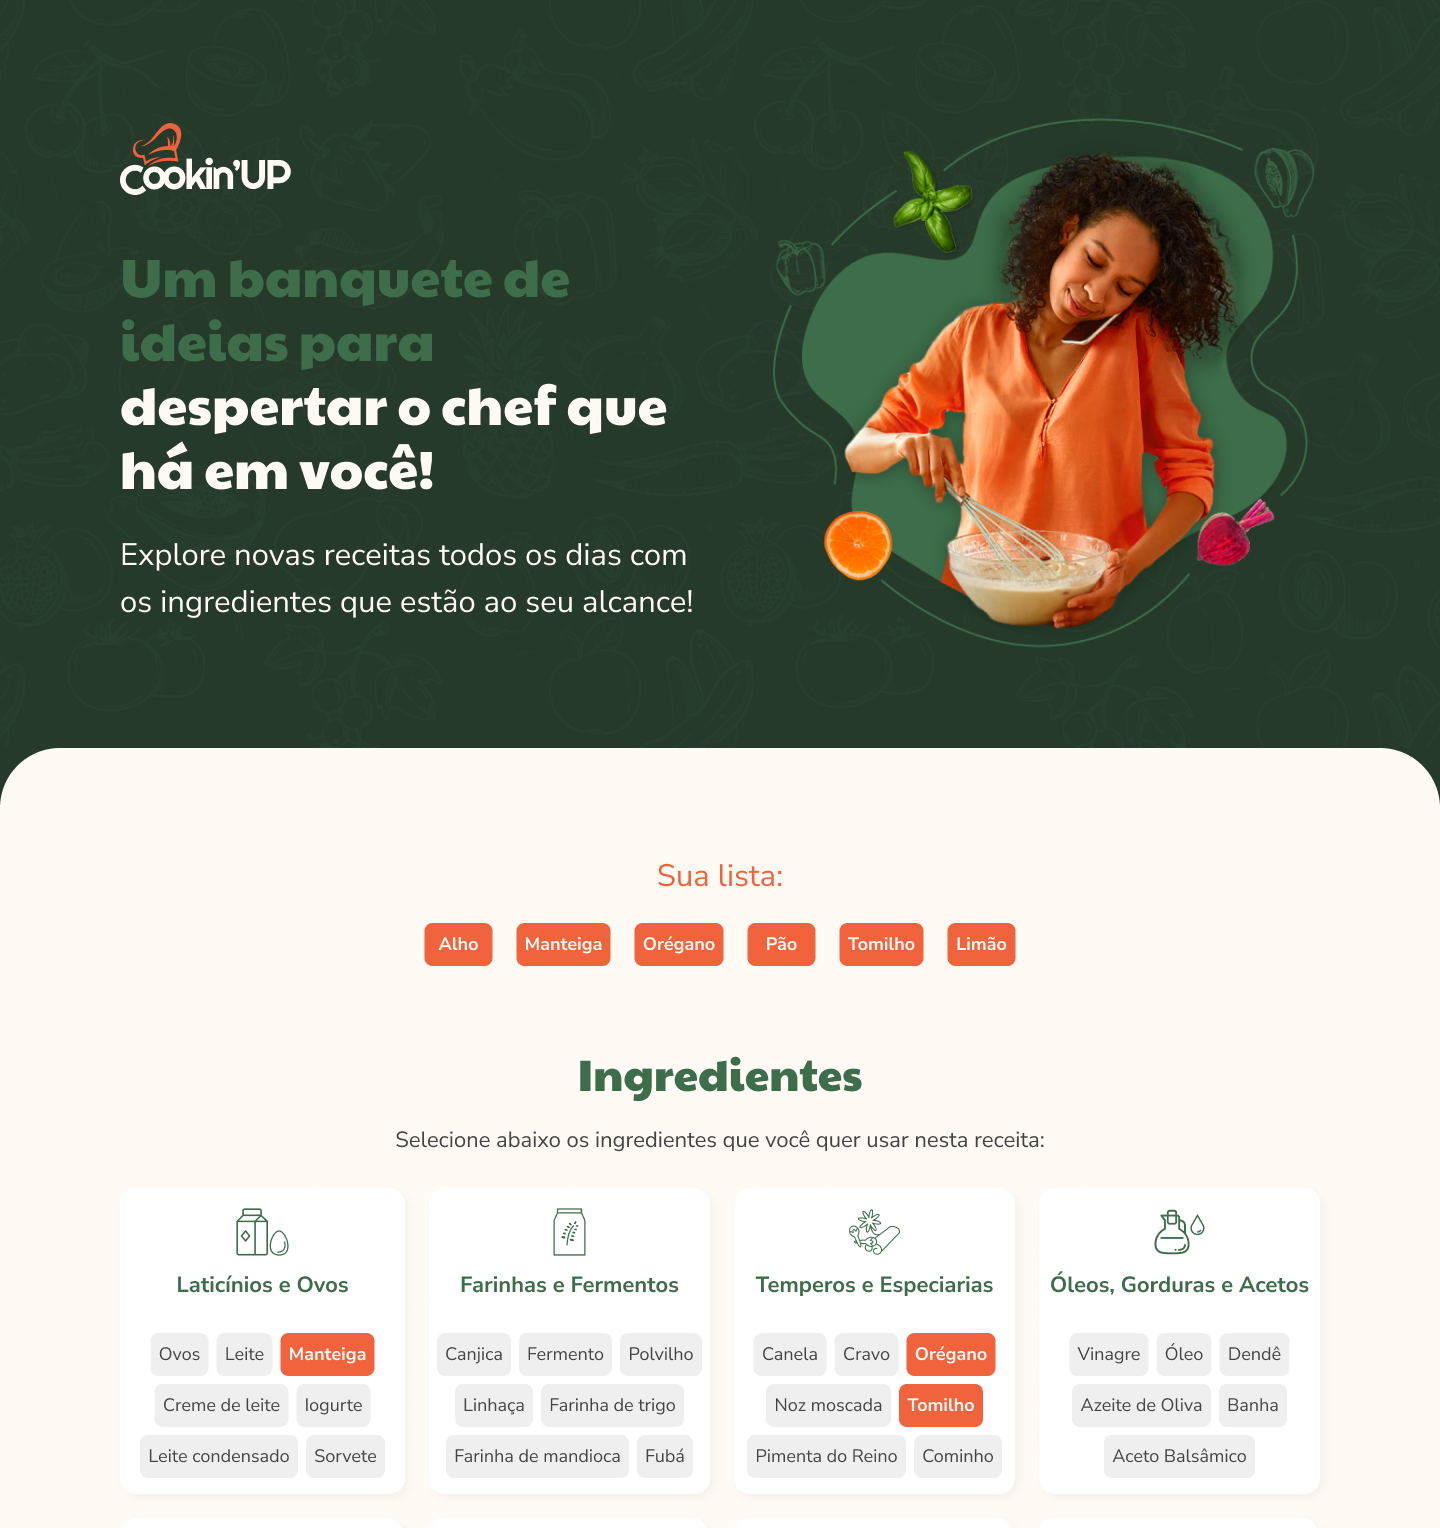 Cookin'UP
Um banquete de
ideias para
despertar o chef que
há em você!
Explore novas receitas todos os dias com
os ingredientes que estão ao seu alcance!
Sua lista:
Alho Manteiga Orégano Pão Tomilho Limão
Ingredientes
Selecione abaixo os ingredientes que você quer usar nesta receita:
Laticínios e Ovos
Ovos Leite Manteiga
Creme de leite Iogurte
Leite condensado Sorvete
Farinhas e Fermentos
Canjica Fermento Polvilho
Linhaça Farinha de trigo
Farinha de mandioca Fubá
Temperos e Especiarias
Canela Cravo Orégano
Noz moscada Tomilho
Pimenta do Reino Cominho
Óleos, Gorduras e Acetos
Vinagre Óleo Dendê
Azeite de Oliva Banha
Aceto Balsâmico